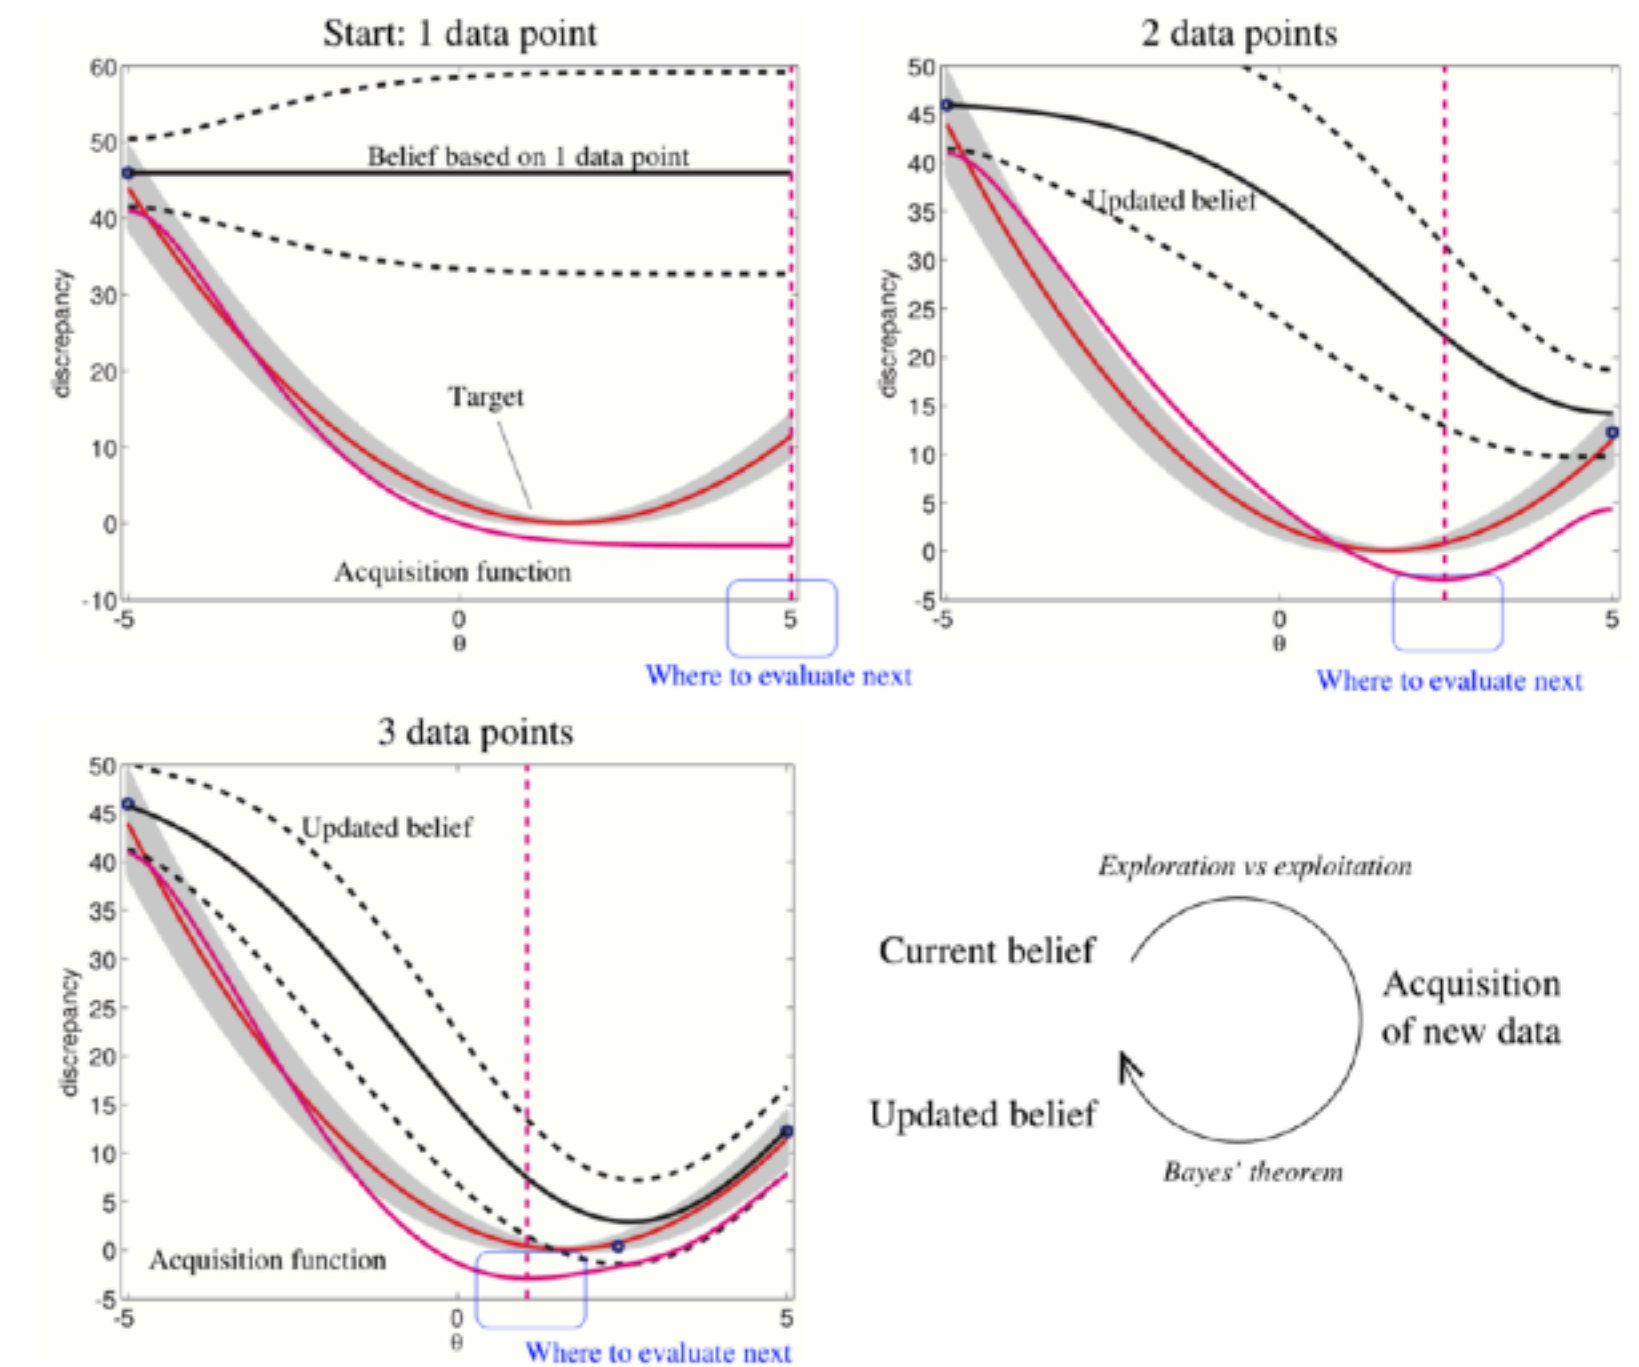 Start: 1 data point
60
50
40
30
20
10
0
-10
discrepancy
Belief based on 1 data point
Target
Acquisition function
-5
0
5
θ
Where to evaluate next
2 data points
50
45
40
35
30
25
20
15
10
5
0
-5
discrepancy
Updated belief
-5
0
5
θ
Where to evaluate next
3 data points
50
45
40
35
30
25
20
15
10
5
0
-5
discrepancy
Updated belief
Acquisition function
-5
0
5
θ
Where to evaluate next
Exploration vs exploitation
Current belief
Acquisition
of new data
Updated belief
Bayes' theorem